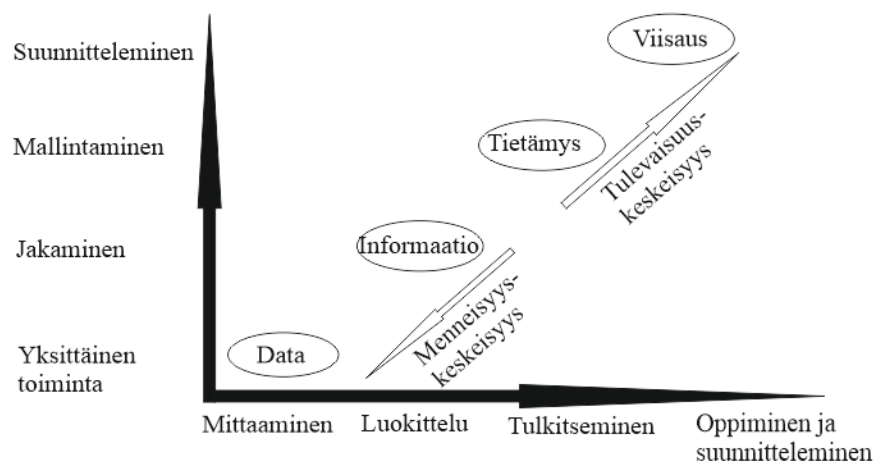 Suunnitteleminen
Viisaus
Mallintaminen
Tietämys
Tulevaisuus-
keskeisyys
Jakaminen
Informaatio
Menneisyys-
keskeisyys
Yksittäinen
toiminta
Data
Mittaaminen
Luokittelu
Tulkitseminen
Oppiminen ja
suunnitteleminen